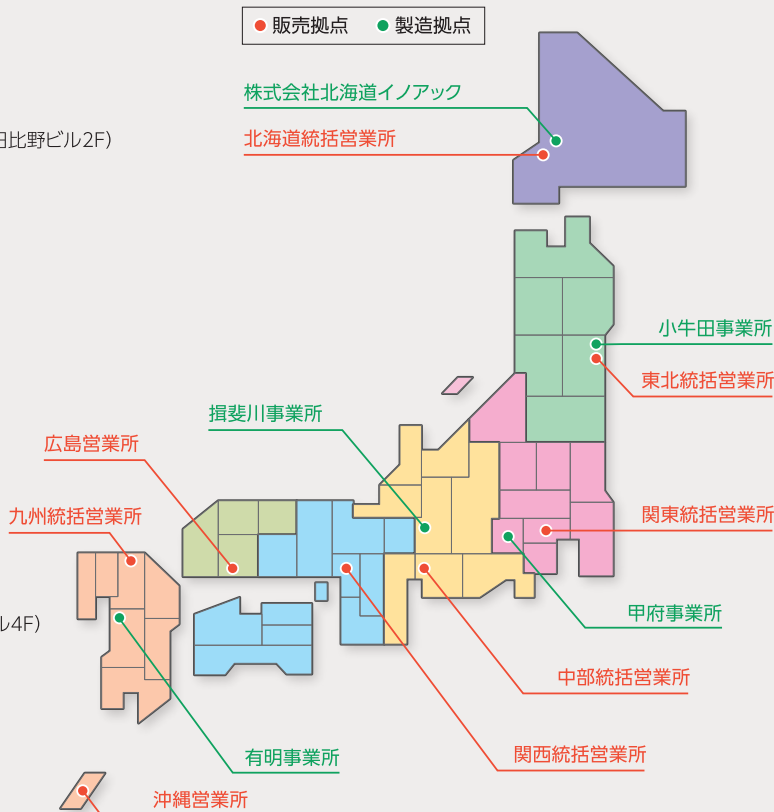 販売拠点 製造拠点
株式会社北海道イノアック
日比野ビル2F)
北海道統括営業所
小牛田事業所
東北統括営業所
揖斐川事業所
広島営業所
九州統括営業所
関東統括営業所
甲府事業所
ル4F)
中部統括営業所
関西統括営業所
有明事業所
沖縄営業所